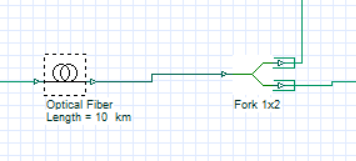 Optical Fiber
Length = 10 km
Fork 1x2